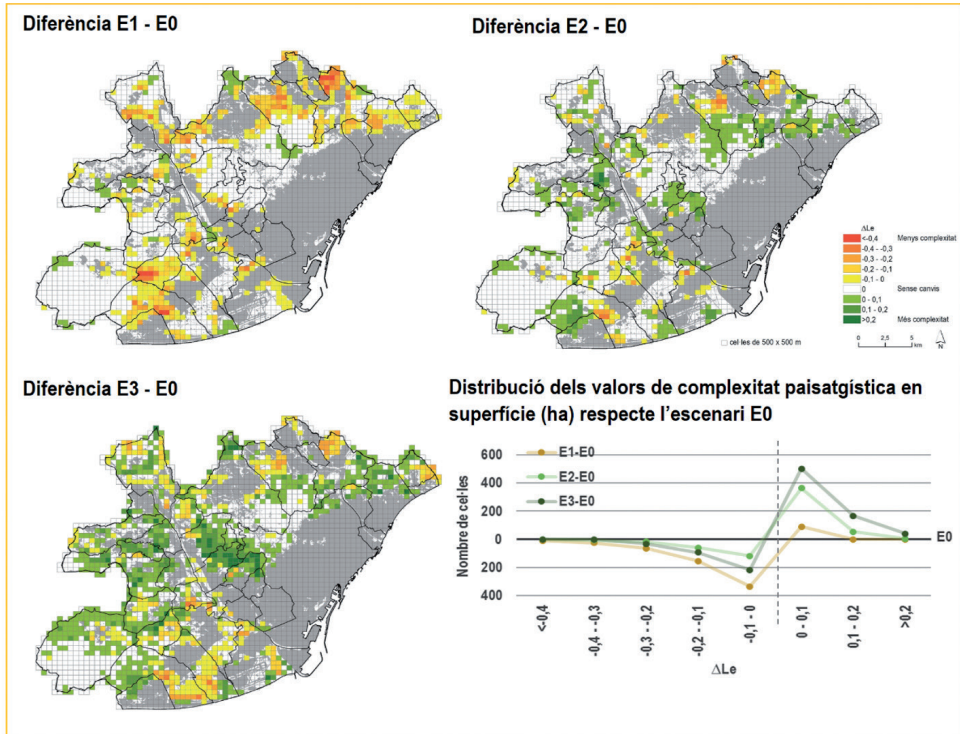 Diferència E1 - E0
Diferència E2 - E0
ΔLe
<-0,4 Menys complexitat
-0,4 - -0,3
-0,3 - -0,2
-0,2 - -0,1
-0,1 - 0
0 Sense canvis
0 - 0,1
0,1 - 0,2
>0,2 Més complexitat
cel·les de 500 x 500 m
0 2,5 5
km
N
Diferència E3 - E0
Distribució dels valors de complexitat paisatgística en
superfície (ha) respecte l'escenari E0
Nombre de cel·les
600
400
200
0
200
400
E1-E0
E2-E0
E3-E0
E0
<-0,4
-0,4 - -0,3
-0,3 - -0,2
-0,2 - -0,1
-0,1 - 0
0 - 0,1
0,1 - 0,2
>0,2
ΔLe